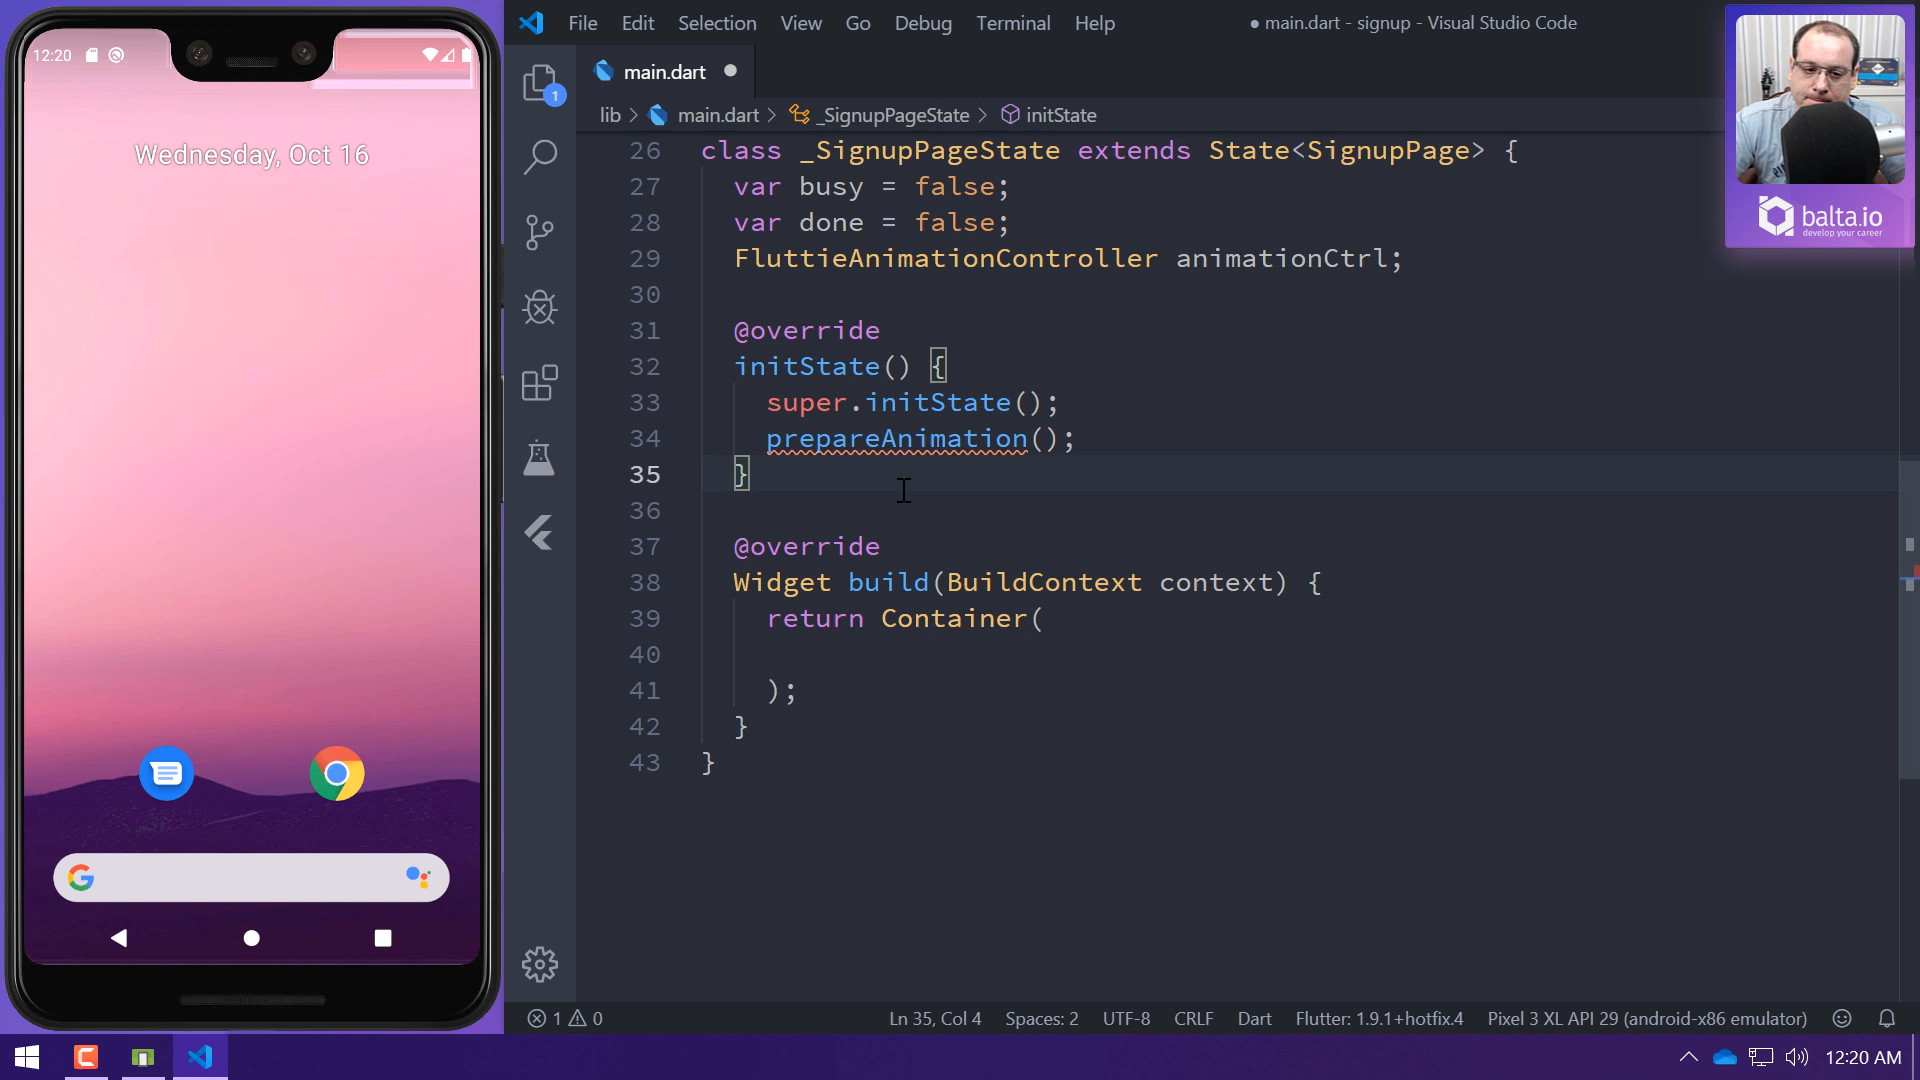 12:20
Wednesday, Oct 16
File Edit Selection View Go Debug Terminal Help
● main.dart - signup - Visual Studio Code
main.dart
1
lib > main.dart > _SignupPageState > initState
26 class _SignupPageState extends State<SignupPage> {
27 var busy = false;
28 var done = false;
29 FluttieAnimationController animationCtrl;
30
31 @override
32 initState() {
33 super.initState();
34 prepareAnimation();
35 }
36
37 @override
38 Widget build(BuildContext context) {
39 return Container(
40
41 );
42 }
43 }
balta.io
develop your career
1 0 Ln 35, Col 4 Spaces: 2 UTF-8 CRLF Dart Flutter: 1.9.1+hotfix.4 Pixel 3 XL API 29 (android-x86 emulator)
12:20 AM